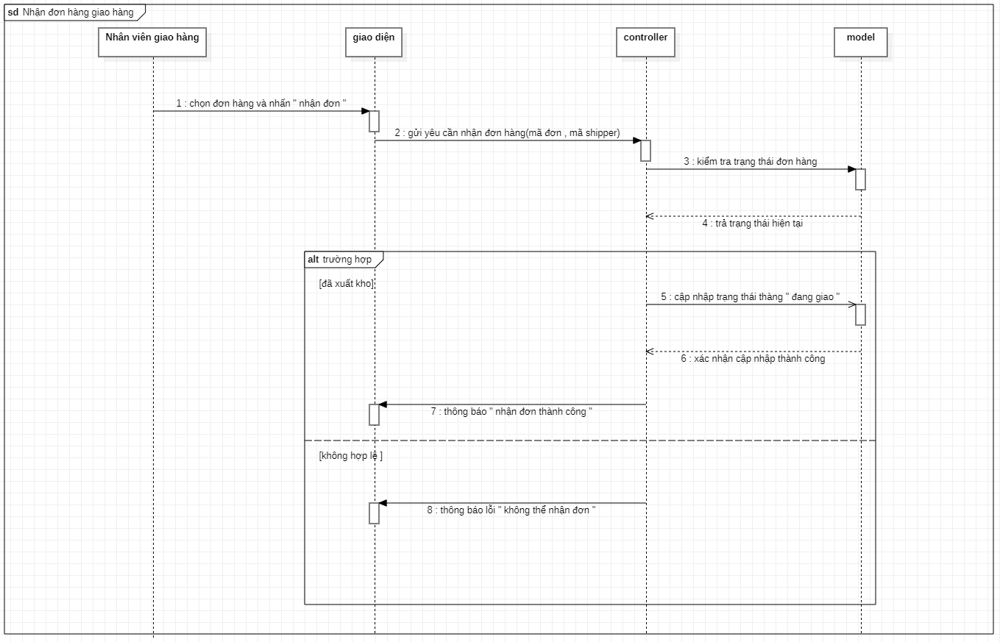 sd Nhận đơn hàng giao hàng
Nhân viên giao hàng
giao diện
controller
model
1 : chọn đơn hàng và nhấn " nhận đơn "
2 : gửi yêu cần nhận đơn hàng(mã đơn , mã shipper)
3 : kiểm tra trạng thái đơn hàng
4 : trả trạng thái hiện tại
alt trường hợp
[đã xuất kho]
5 : cập nhập trạng thái thàng " đang giao "
6 : xác nhận cập nhập thành công
7 : thông báo " nhận đơn thành công "
[không hợp lệ ]
8 : thông báo lỗi " không thể nhận đơn "